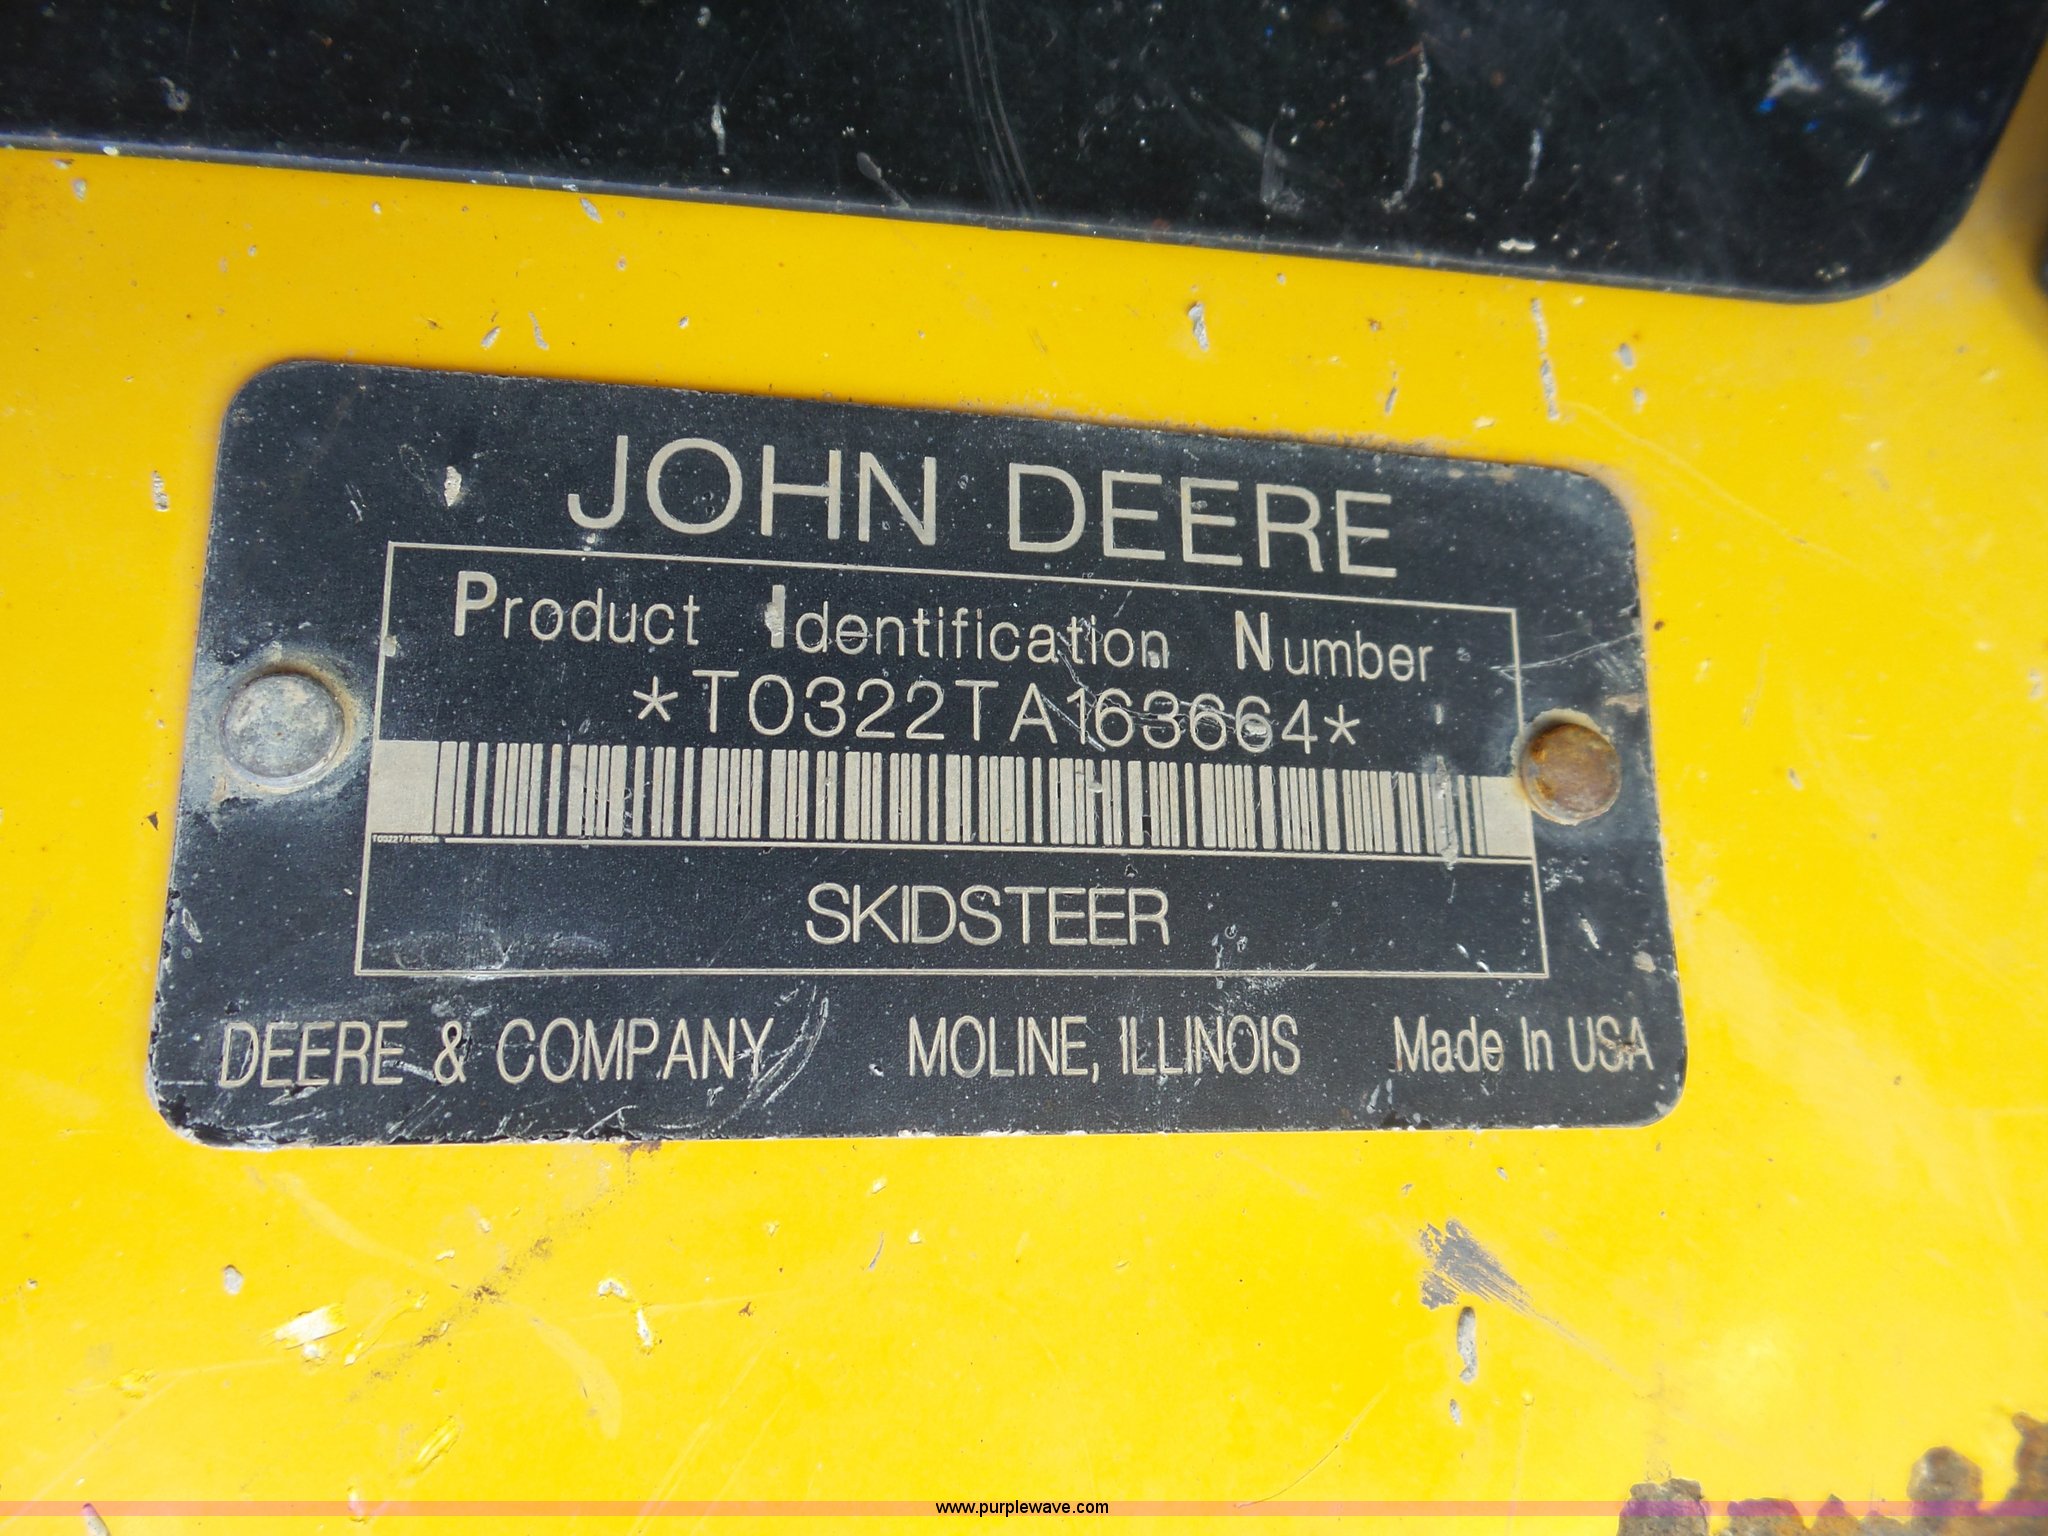 JOHN DEERE
Product Identification Number
*T0322TA163664*
SKIDSTEER
DEERE & COMPANY MOLINE, ILLINOIS Made In USA
www.purplewave.com